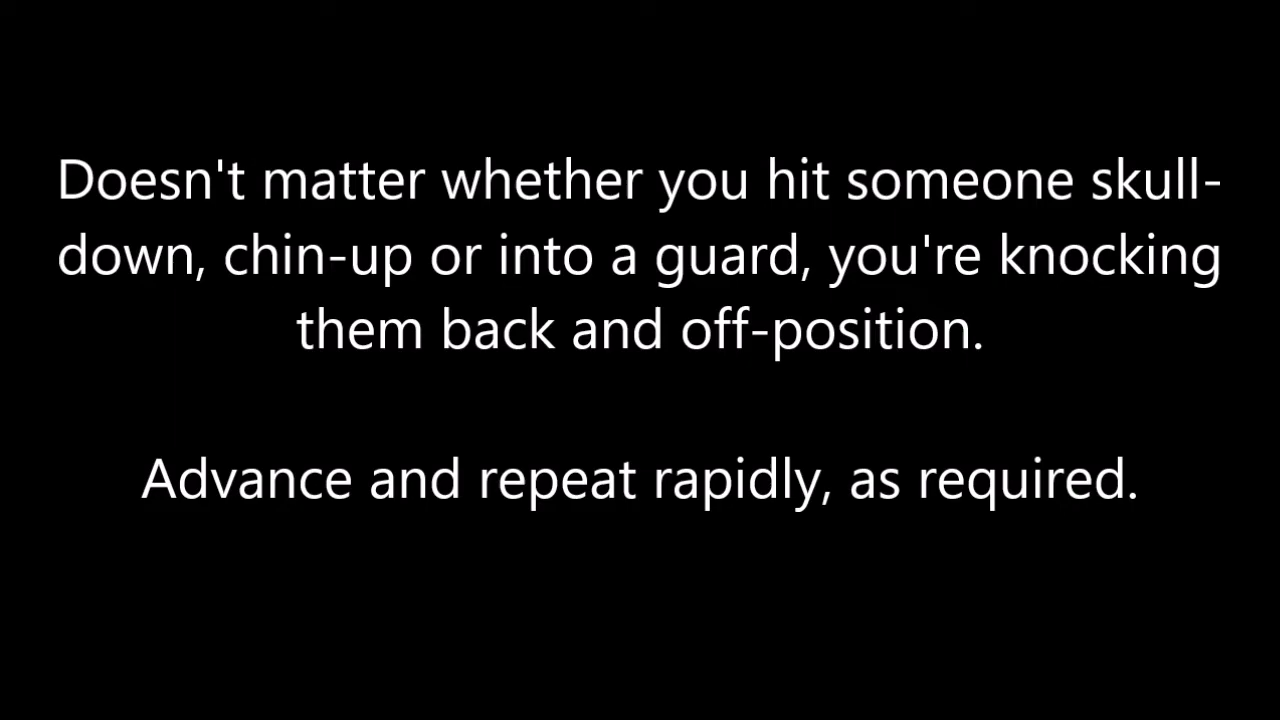 Doesn't matter whether you hit someone skull-
down, chin-up or into a guard, you're knocking
them back and off-position.
Advance and repeat rapidly, as required.